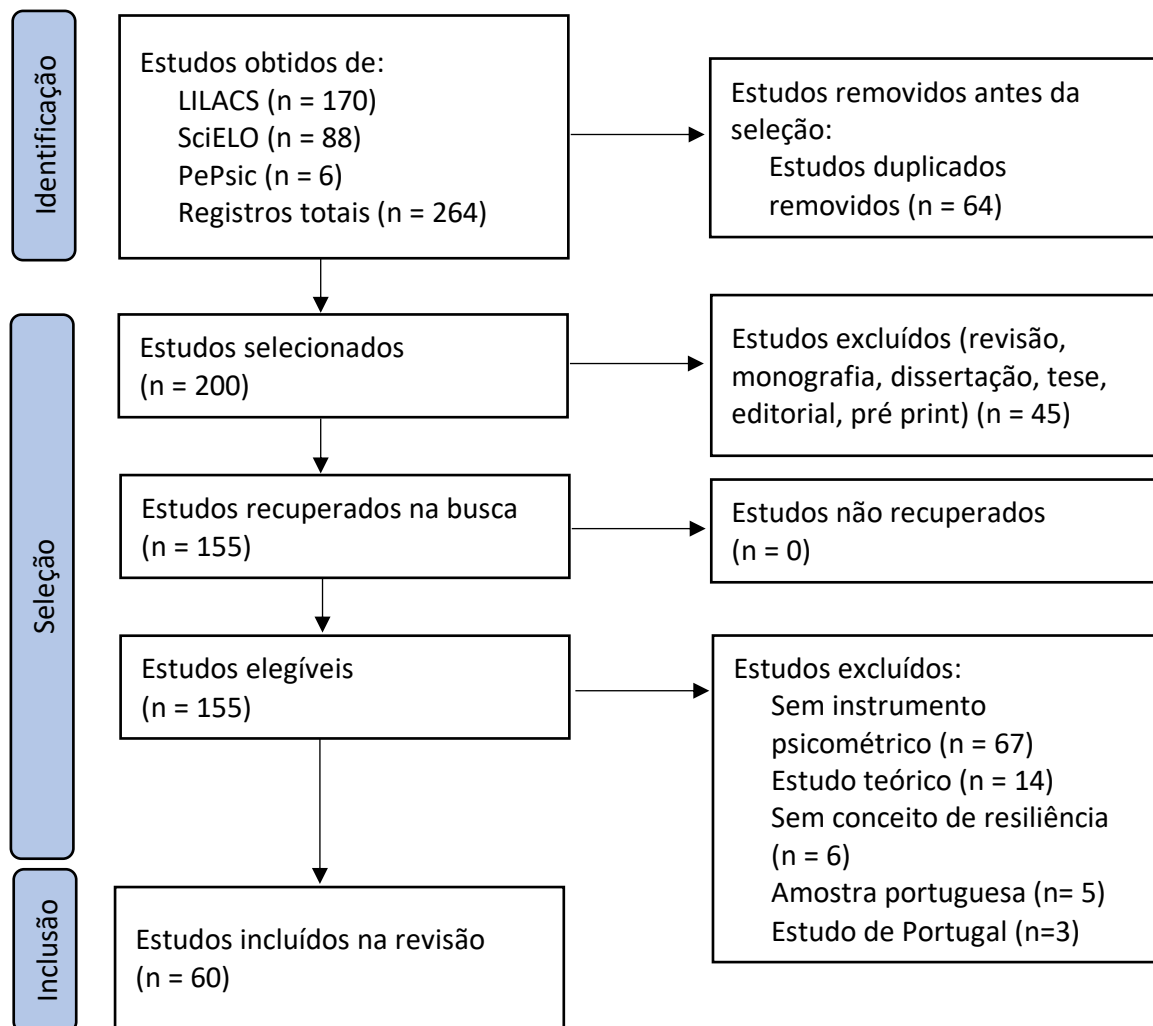 Identificação
Estudos obtidos de:
LILACS (n = 170)
SciELO (n = 88)
PePsic (n = 6)
Registros totais (n = 264)
Estudos removidos antes da
seleção:
Estudos duplicados
removidos (n = 64)
Seleção
Estudos selecionados
(n = 200)
Estudos excluídos (revisão,
monografia, dissertação, tese,
editorial, pré print) (n = 45)
Estudos recuperados na busca
(n = 155)
Estudos não recuperados
(n = 0)
Estudos elegíveis
(n = 155)
Estudos excluídos:
Sem instrumento
psicométrico (n = 67)
Estudo teórico (n = 14)
Sem conceito de resiliência
(n = 6)
Amostra portuguesa (n= 5)
Estudo de Portugal (n=3)
Inclusão
Estudos incluídos na revisão
(n = 60)